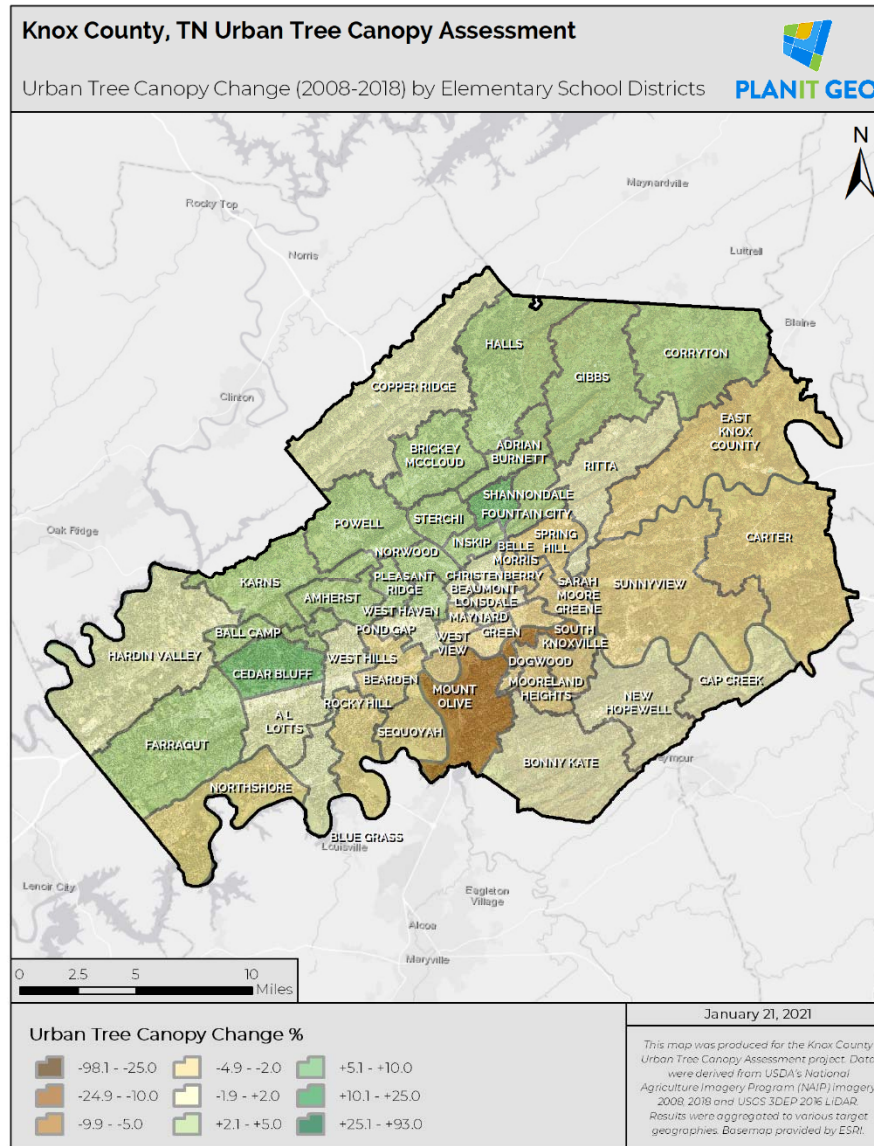 Knox County, TN Urban Tree Canopy Assessment
Urban Tree Canopy Change (2008-2018) by Elementary School Districts
PLANIT GEO
N
Maynardville
Rocky Top
Norris
Luttrell
Blaine
HALLS
CORRYTON
GIBBS
COPPER RIDGE
Clinton
EAST
KNOX
COUNTY
BRICKEY
MCCLOUD
ADRIAN
BURNETT
RITTA
SHANNONDALE
FOUNTAIN CITY
POWELL
STERCHI
Oak Ridge
SPRING
HILL
CARTER
INSKIP
BELLE
MORRIS
NORWOOD
KARNS
PLEASANT
RIDGE
CHRISTENBERRY
BEAUMONT
LONSDALE
SARAH
MOORE
GREENE
SUNNYVIEW
AMHERST
WEST HAVEN
MAYNARD
BALL CAMP
POND GAP
GREEN
SOUTH
KNOXVILLE
WEST
VIEW
HARDIN VALLEY
WEST HILLS
DOGWOOD
CEDAR BLUFF
BEARDEN
MOUNT
OLIVE
MOORELAND
HEIGHTS
GAP CREEK
ROCKY HILL
NEW
HOPEWELL
A L
LOTTS
SEQUOYAH
FARRAGUT
BONNY KATE
eymour
NORTHSHORE
BLUE GRASS
Louisville
Lenoir City
Eagleton
Village
Alcoa
Maryville
0 2.5 5 10
Miles
Urban Tree Canopy Change %
-98.1 - -25.0
-4.9 - -2.0
+5.1 - +10.0
-24.9 - -10.0
-1.9 - +2.0
+10.1 - +25.0
-9.9 - -5.0
+2.1 - +5.0
+25.1 - +93.0
January 21, 2021
This map was produced for the Knox County
Urban Tree Canopy Assessment project. Data
were derived from USDA's National
Agriculture Imagery Program (NAIP) imagery
2008, 2018 and USGS 3DEP 2016 LiDAR.
Results were aggregated to various target
geographies. Basemap provided by ESRI.